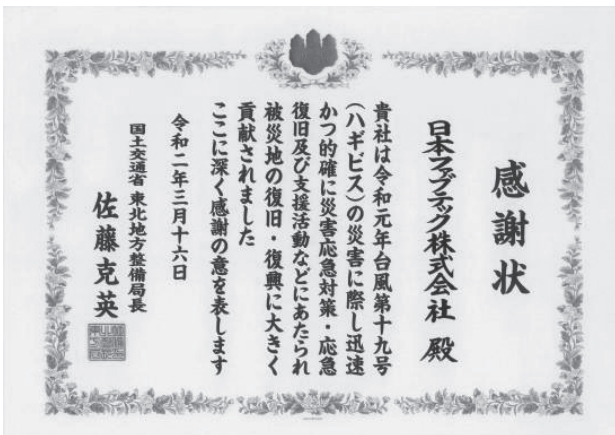 感謝状
日本ファブテック株式会社 殿
貴社は令和元年台風第十九号
(ハギビス)の災害に際し迅速
かつ的確に災害応急対策・応急
復旧及び支援活動などにあたられ
被災地の復旧・復興に大きく
貢献されました
ここに深く感謝の意を表します
令和二年三月十六日
国土交通省 東北地方整備局長
佐藤克英